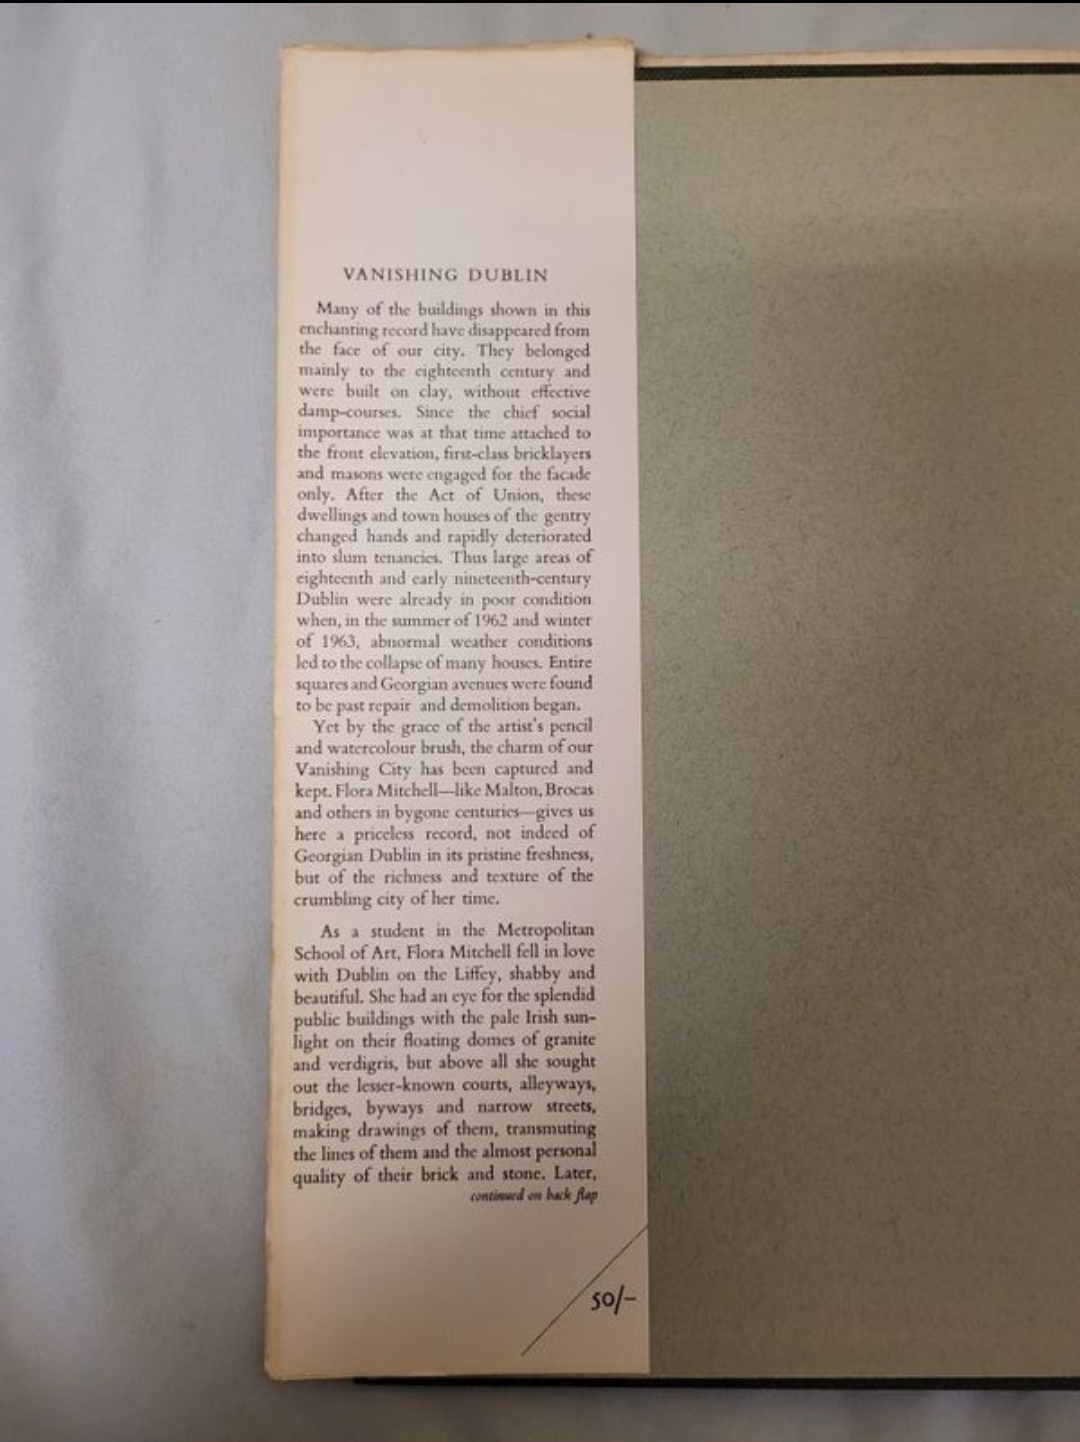 VANISHING DUBLIN
Many of the buildings shown in this
enchanting record have disappeared from
the face of our city. They belonged
mainly to the eighteenth century and
were built on clay, without effective
damp-courses. Since the chief social
importance was at that time attached to
the front elevation, first-class bricklayers
and masons were engaged for the facade
only. After the Act of Union, these
dwellings and town houses of the gentry
changed hands and rapidly deteriorated
into slum tenancies. Thus large areas of
eighteenth and early nineteenth-century
Dublin were already in poor condition
when, in the summer of 1962 and winter
of 1963, abnormal weather conditions
led to the collapse of many houses. Entire
squares and Georgian avenues were found
to be past repair and demolition began.
Yet by the grace of the artist's pencil
and watercolour brush, the charm of our
Vanishing City has been captured and
kept. Flora Mitchell—like Malton, Brocas
and others in bygone centuries—gives us
here a priceless record, not indeed of
Georgian Dublin in its pristine freshness,
but of the richness and texture of the
crumbling city of her time.
As a student in the Metropolitan
School of Art, Flora Mitchell fell in love
with Dublin on the Liffey, shabby and
beautiful. She had an eye for the splendid
public buildings with the pale Irish sun-
light on their floating domes of granite
and verdigris, but above all she sought
out the lesser-known courts, alleyways,
bridges, byways and narrow streets,
making drawings of them, transmuting
the lines of them and the almost personal
quality of their brick and stone. Later,
continued on back flap
50/-